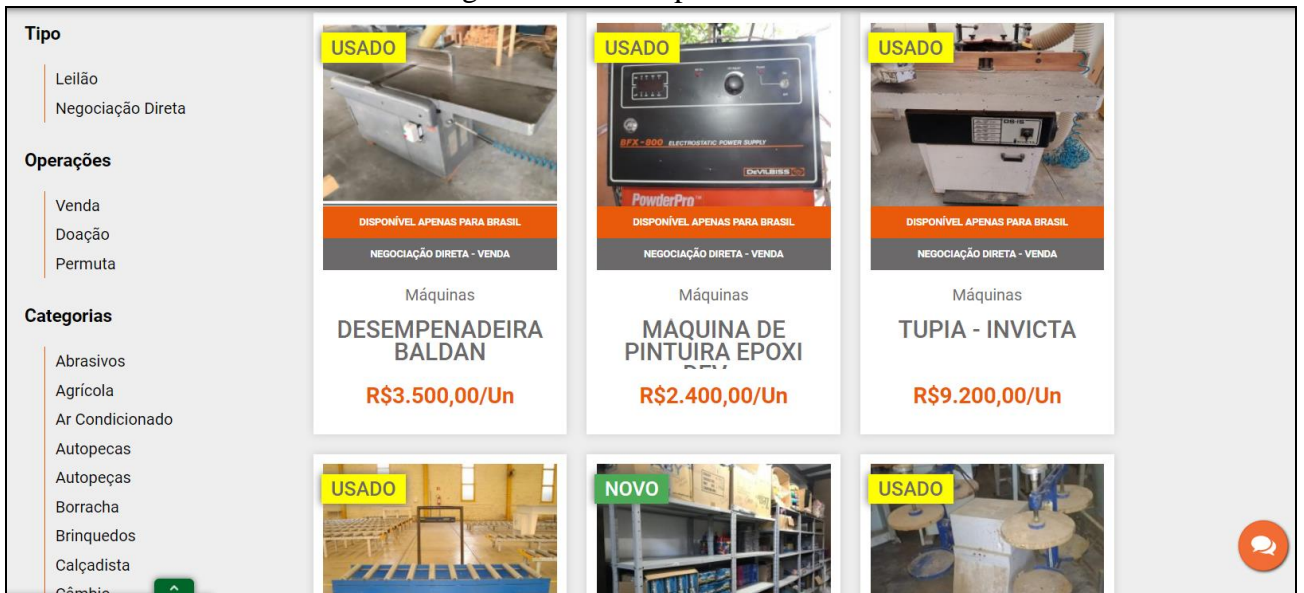 Tipo
Leilão
Negociação Direta
Operações
Venda
Doação
Permuta
Categorias
Abrasivos
Agrícola
Ar Condicionado
Autopecas
Autopeças
Borracha
Brinquedos
Calçadista
Câmbio
USADO
DISPONÍVEL APENAS PARA BRASIL
NEGOCIAÇÃO DIRETA - VENDA
Máquinas
DESEMPENADEIRA
BALDAN
R$3.500,00/Un
USADO
BFX - 800 ELECTROSTATIC POWER SUPPLY
DEVILBISS
PowderPro™
DISPONÍVEL APENAS PARA BRASIL
NEGOCIAÇÃO DIRETA - VENDA
Máquinas
MÁQUINA DE
PINTUIRA EPOXI
R$2.400,00/Un
USADO
DISPONÍVEL APENAS PARA BRASIL
NEGOCIAÇÃO DIRETA - VENDA
Máquinas
TUPIA - INVICTA
R$9.200,00/Un
USADO
NOVO
USADO